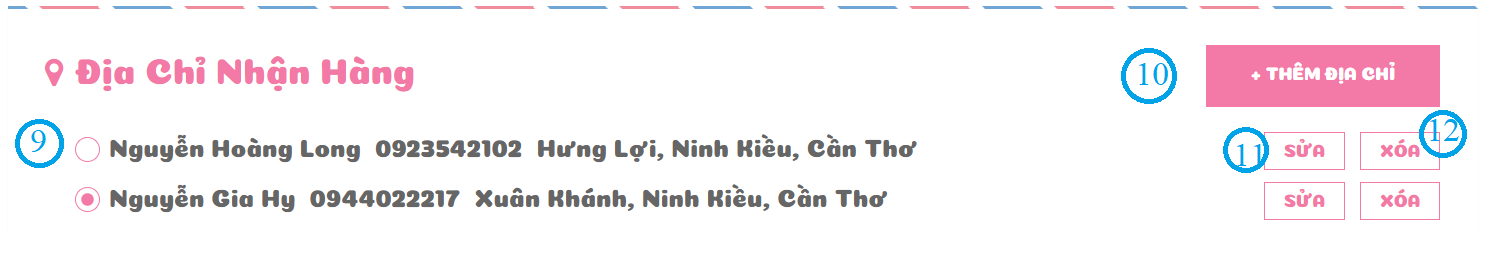 Địa Chỉ Nhận Hàng
10
+ THÊM ĐỊA CHỈ
9
Nguyễn Hoàng Long 0923542102 Hưng Lợi, Ninh Kiều, Cần Thơ
11
SỬA
XÓA
12
Nguyễn Gia Hy 0944022217 Xuân Khánh, Ninh Kiều, Cần Thơ
SỬA
XÓA